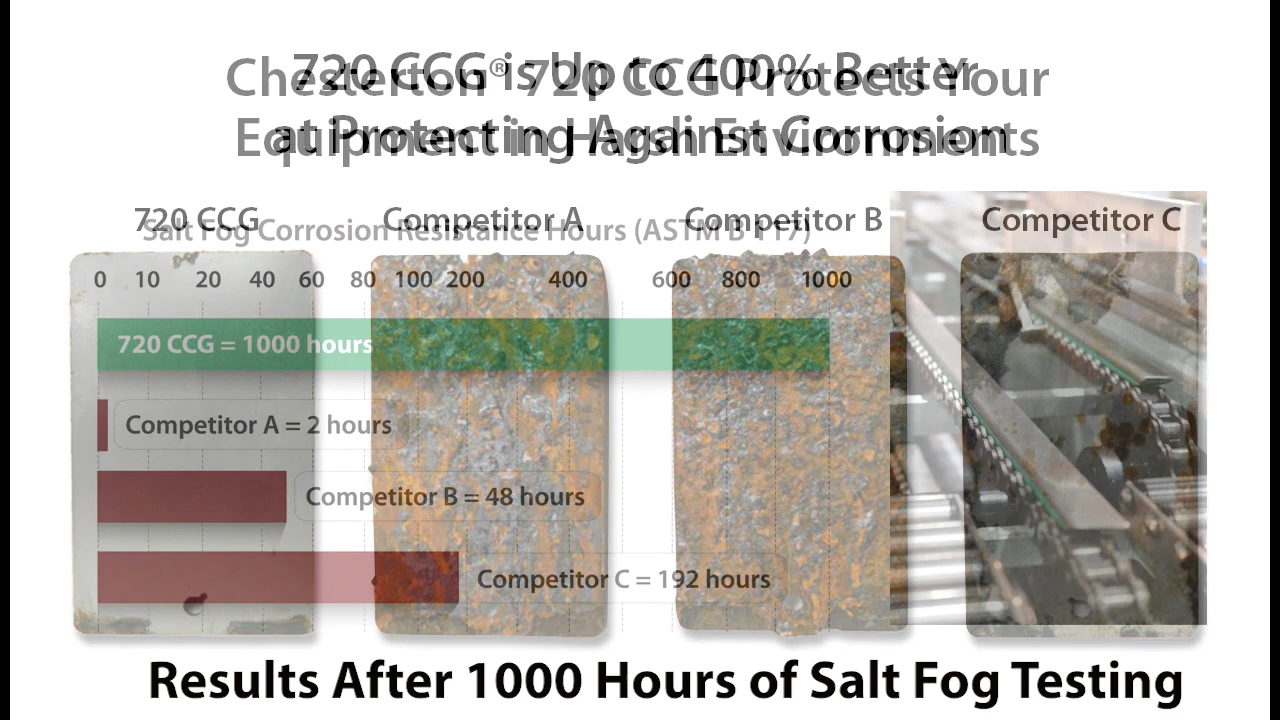 720 CCG is Up to 400% Better
at Protecting Against Corrosion
Chesterton® 720 CCG Protects Your
Equipment in Harsh Environments
720 CCG Competitor A Competitor B Competitor C
Salt Fog Corrosion Resistance Hours (ASTM B 117)
0 10 20 40 60 80 100 200 400 600 800 1000
720 CCG = 1000 hours
Competitor A = 2 hours
Competitor B = 48 hours
Competitor C = 192 hours
Results After 1000 Hours of Salt Fog Testing